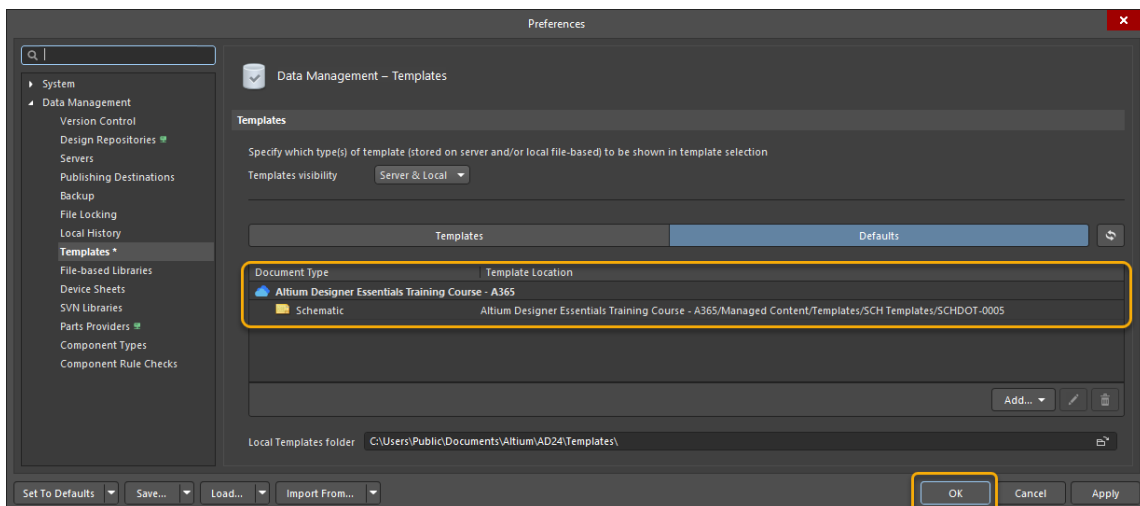 Preferences
System
Data Management
Version Control
Design Repositories
Servers
Publishing Destinations
Backup
File Locking
Local History
Templates *
File-based Libraries
Device Sheets
SVN Libraries
Parts Providers
Component Types
Component Rule Checks
Data Management – Templates
Templates
Specify which type(s) of template (stored on server and/or local file-based) to be shown in template selection
Templates visibility Server & Local
Templates Defaults
Document Type Template Location
Altium Designer Essentials Training Course - A365
Schematic Altium Designer Essentials Training Course - A365/Managed Content/Templates/SCH Templates/SCHDOT-0005
Add...
Local Templates folder C:\Users\Public\Documents\Altium\AD24\Templates\
Set To Defaults Save... Load... Import From... OK Cancel Apply